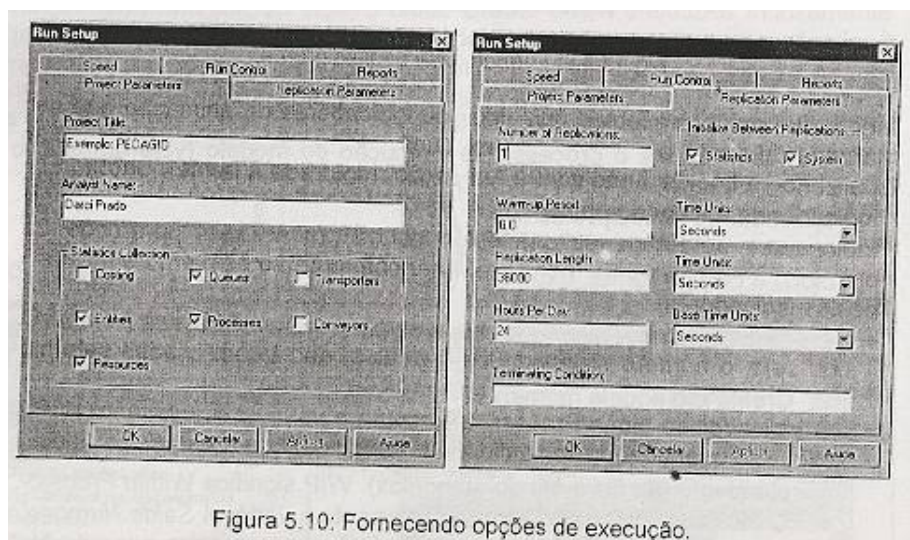 Run Setup
Speed
Run Control
Reports
Project Parameters
Replication Parameters
Project Title:
Exemplo: PEDAGIO
Analyst Name:
Darci Prado
Statistics Collection
Costing
Queues
Transporters
Entities
Processes
Conveyors
Resources
OK
Cancelar
Aplicar
Ajuda
Run Setup
Speed
Run Control
Reports
Project Parameters
Replication Parameters
Number of Replications:
1
Initialize Between Replications
Statistics
System
Warm-up Period:
Time Units:
0.0
Seconds
Replication Length:
Time Units:
36000
Seconds
Hours Per Day:
Base Time Units:
24
Seconds
Terminating Condition:
OK
Cancelar
Aplicar
Ajuda
Figura 5.10: Fornecendo opções de execução.